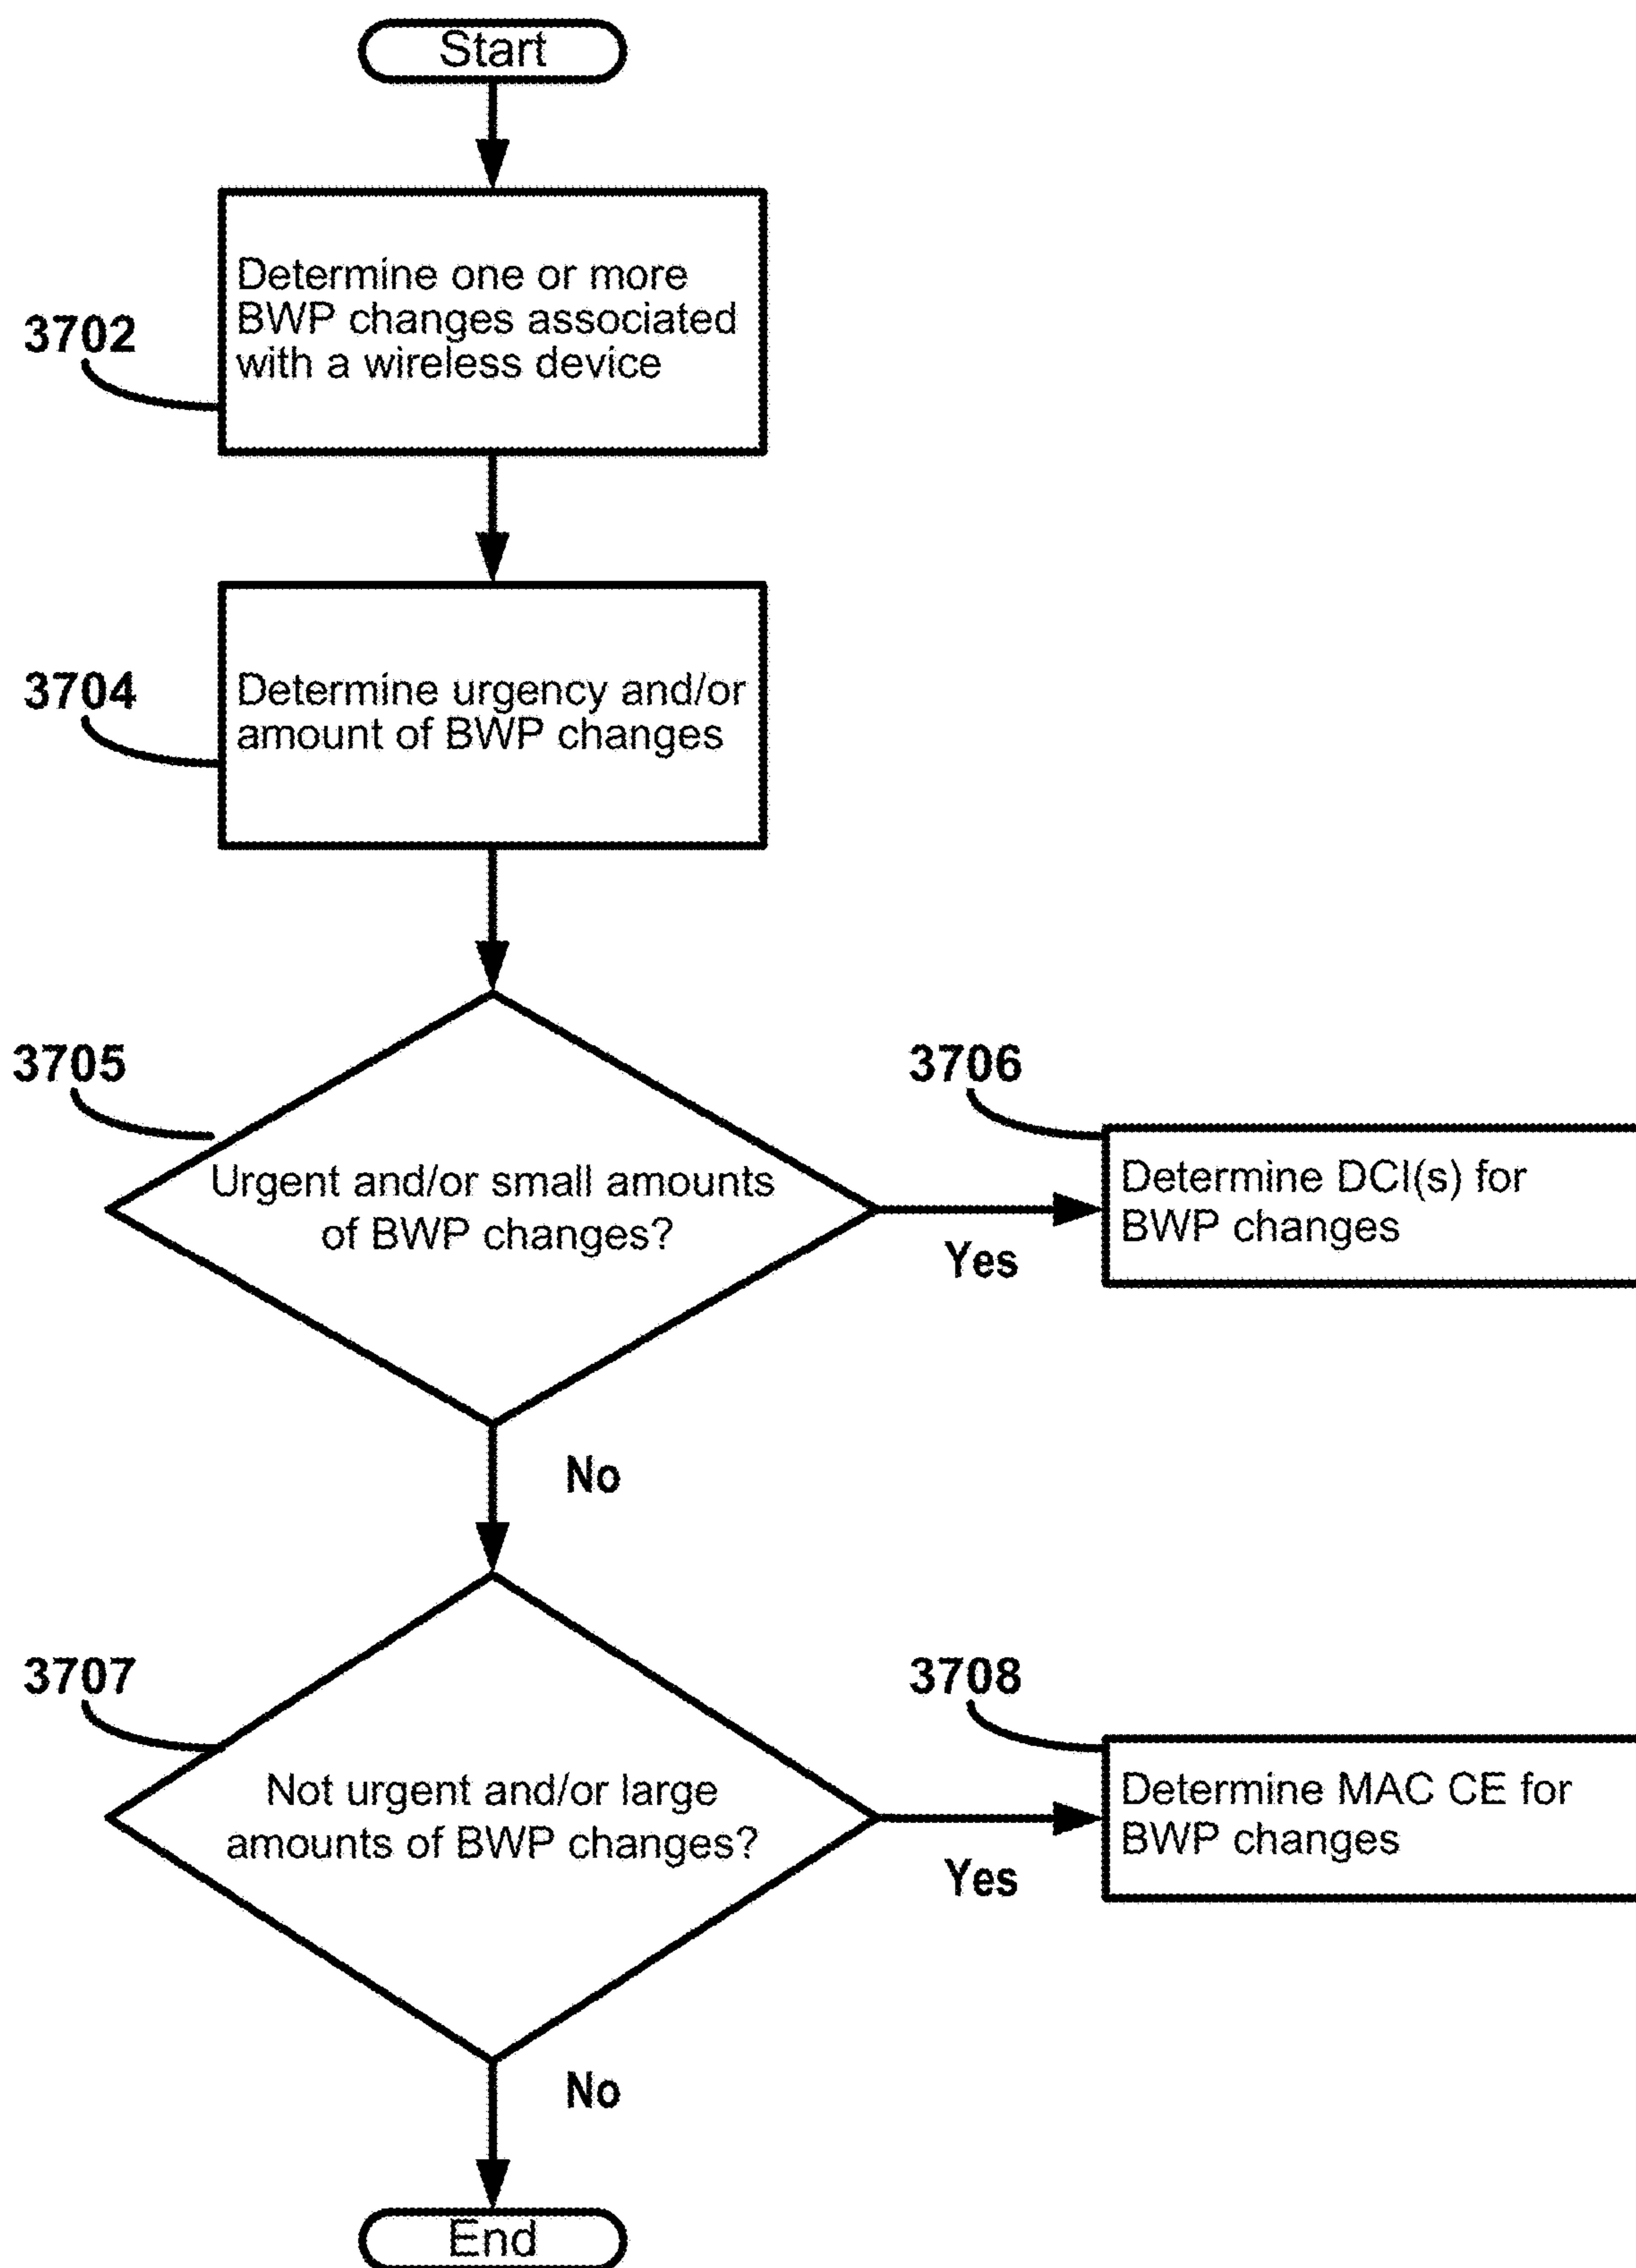 Start
3702
Determine one or more
BWP changes associated
with a wireless device
3704
Determine urgency and/or
amount of BWP changes
3705
Urgent and/or small amounts
of BWP changes?
Yes
3706
Determine DCI(s) for
BWP changes
No
3707
Not urgent and/or large
amounts of BWP changes?
Yes
3708
Determine MAC CE for
BWP changes
No
End